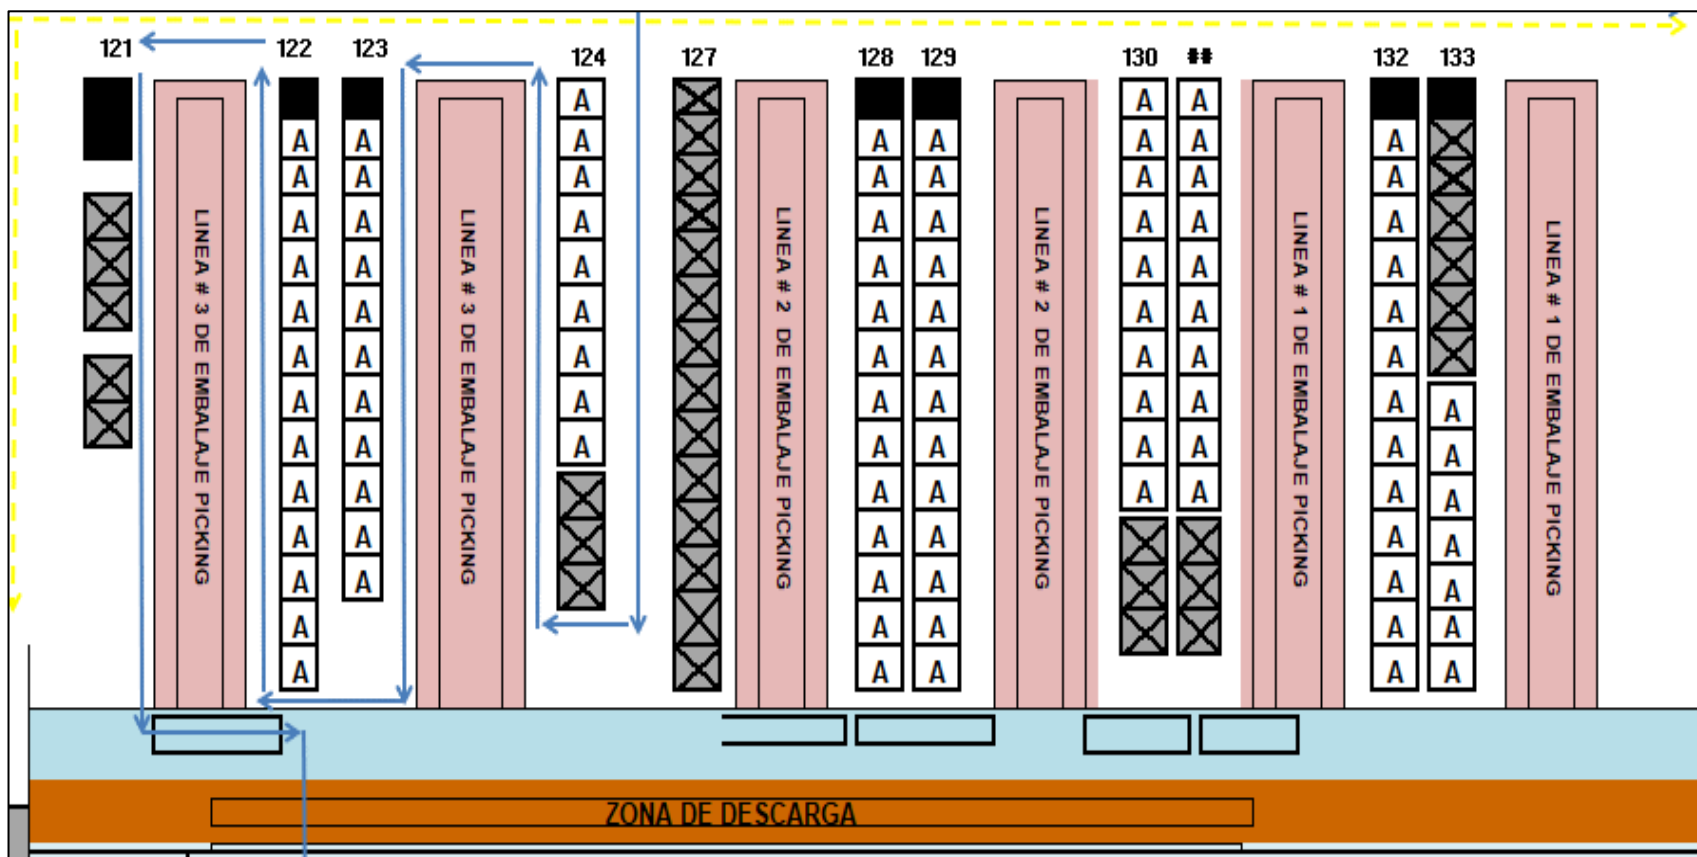 121 122 123 124 127 128 129 130 ## 132 133
A A A
A A A A A A A A
A A A A A A A A
A A A A A A A A
A A A A A A A A
A A A A A A A A
A A A A A A A A
A A A A A A A A A
A A A A A A A A A
A A A A A A A A
A A A A A A
A A A A A A
A A A A A
A A A A A
LINEA # 3 DE EMBALAJE PICKING
LINEA # 3 DE EMBALAJE PICKING
LINEA # 2 DE EMBALAJE PICKING
LINEA # 2 DE EMBALAJE PICKING
LINEA # 1 DE EMBALAJE PICKING
LINEA # 1 DE EMBALAJE PICKING
ZONA DE DESCARGA